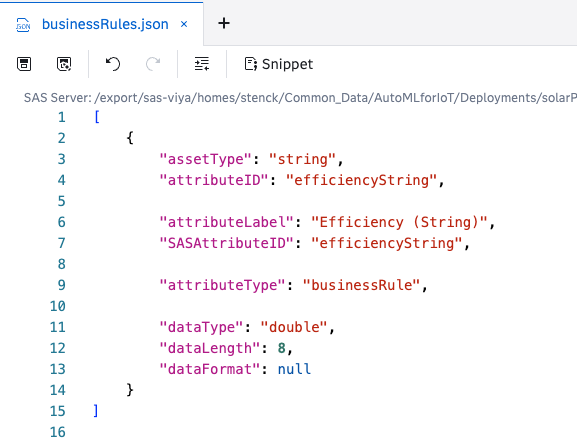 JSON businessRules.json × +
Snippet
SAS Server: /export/sas-viya/homes/stenck/Common_Data/AutoMLforIoT/Deployments/solarP
1 [
2 {
3 "assetType": "string",
4 "attributeID": "efficiencyString",
5
6 "attributeLabel": "Efficiency (String)",
7 "SASAttributeID": "efficiencyString",
8
9 "attributeType": "businessRule",
10
11 "dataType": "double",
12 "dataLength": 8,
13 "dataFormat": null
14 }
15 ]
16